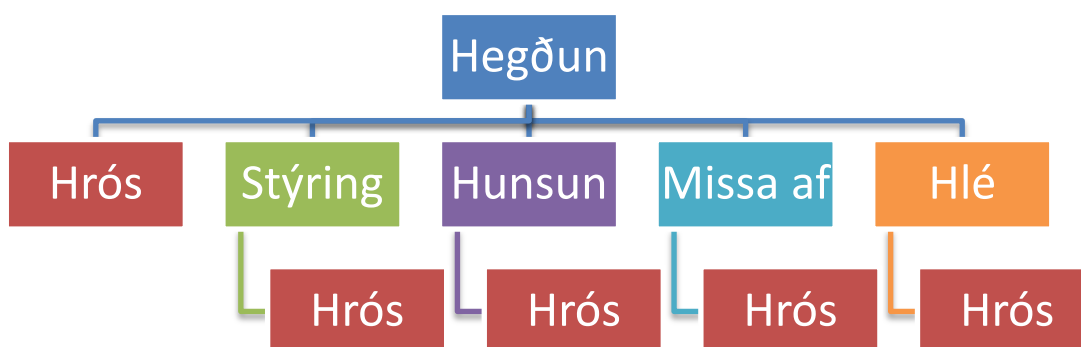 Hegðun
Hrós
Stýring
Hunsun
Missa af
Hlé
Hrós
Hrós
Hrós
Hrós